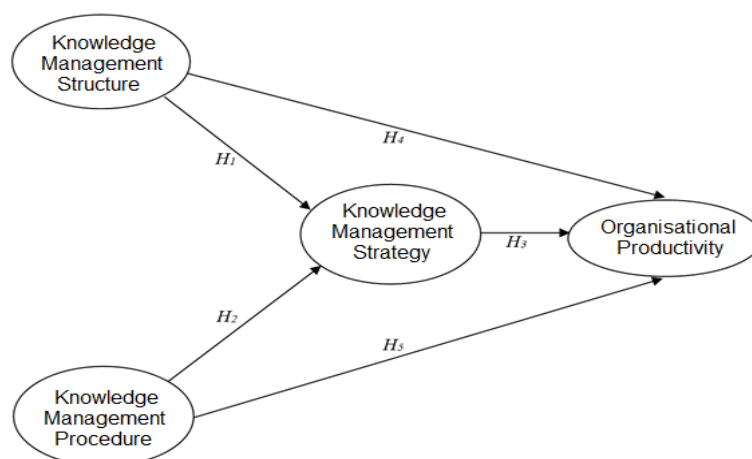 Knowledge
Management
Structure
H4
H1
Knowledge
Management
Strategy
H3
Organisational
Productivity
H2
H5
Knowledge
Management
Procedure